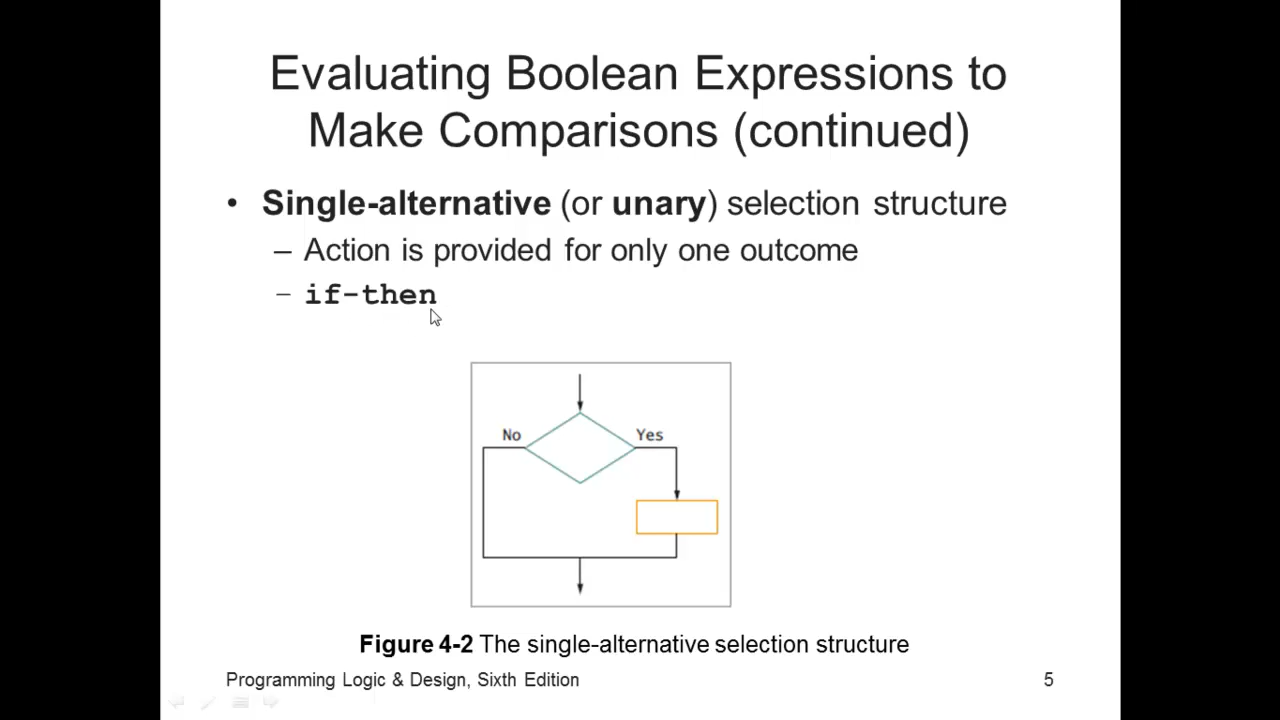 Evaluating Boolean Expressions to
Make Comparisons (continued)
• Single-alternative (or unary) selection structure
– Action is provided for only one outcome
– if-then
No
Yes
Figure 4-2 The single-alternative selection structure
Programming Logic & Design, Sixth Edition
5